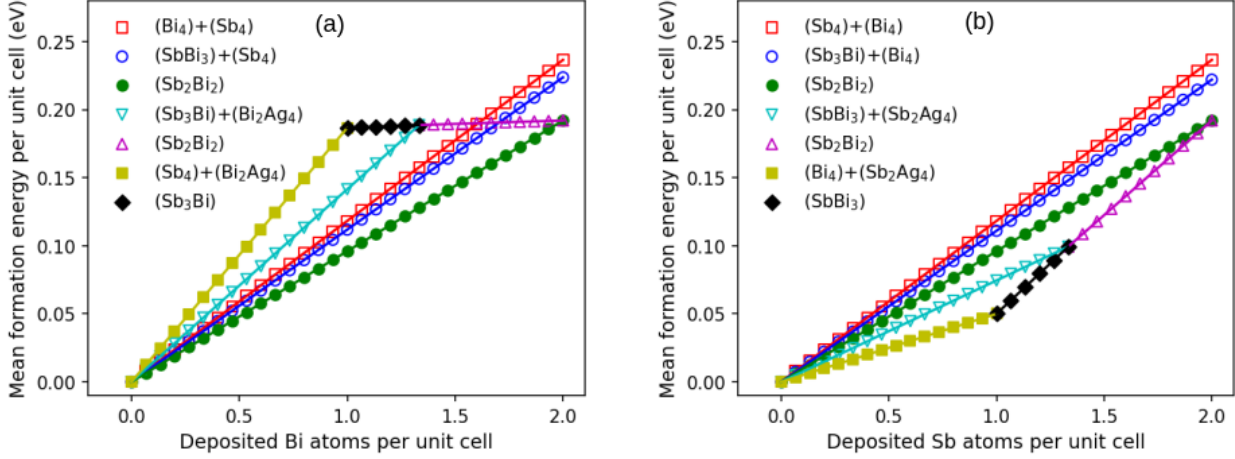 (a)
(Bi₄)+(Sb₄)
(SbBi₃)+(Sb₄)
(Sb₂Bi₂)
(Sb₃Bi)+(Bi₂Ag₄)
(Sb₂Bi₂)
(Sb₄)+(Bi₂Ag₄)
(Sb₃Bi)
Mean formation energy per unit cell (eV)
0.25
0.20
0.15
0.10
0.05
0.00
0.0 0.5 1.0 1.5 2.0
Deposited Bi atoms per unit cell
(b)
(Sb₄)+(Bi₄)
(Sb₃Bi)+(Bi₄)
(Sb₂Bi₂)
(SbBi₃)+(Sb₂Ag₄)
(Sb₂Bi₂)
(Bi₄)+(Sb₂Ag₄)
(SbBi₃)
Mean formation energy per unit cell (eV)
0.25
0.20
0.15
0.10
0.05
0.00
0.0 0.5 1.0 1.5 2.0
Deposited Sb atoms per unit cell